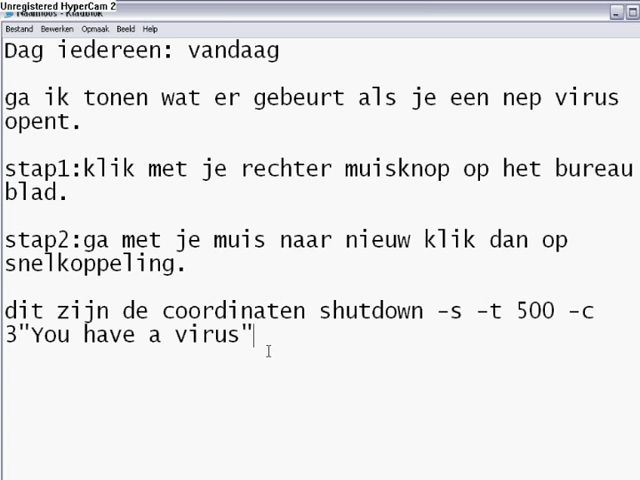 Unregistered HyperCam 2
Naamloos - Kladblok
Bestand Bewerken Opmaak Beeld Help
Dag iedereen: vandaag
ga ik tonen wat er gebeurt als je een nep virus
opent.
stap1:klik met je rechter muisknop op het bureau
blad.
stap2:ga met je muis naar nieuw klik dan op
snelkoppeling.
dit zijn de coordinaten shutdown -s -t 500 -c
3"You have a virus"